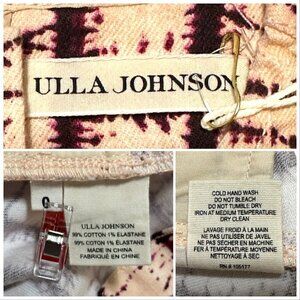 ULLA JOHNSON
ULLA JOHNSON
99% COTTON 1% ELASTANE
99% COTON 1% ELASTANE
MADE IN CHINA
FABRIQUÉ EN CHINE
COLD HAND WASH
DO NOT BLEACH
DO NOT TUMBLE DRY
IRON AT MEDIUM TEMPERATURE
DRY CLEAN
LAVAGE FROID À LA MAIN
NE PAS UTILISER DE JAVEL
NE PAS SÉCHER EN MACHINE
FER À MOYENNE TEMPÉRATURE
NETTOYAGE À SEC
RN # 105177